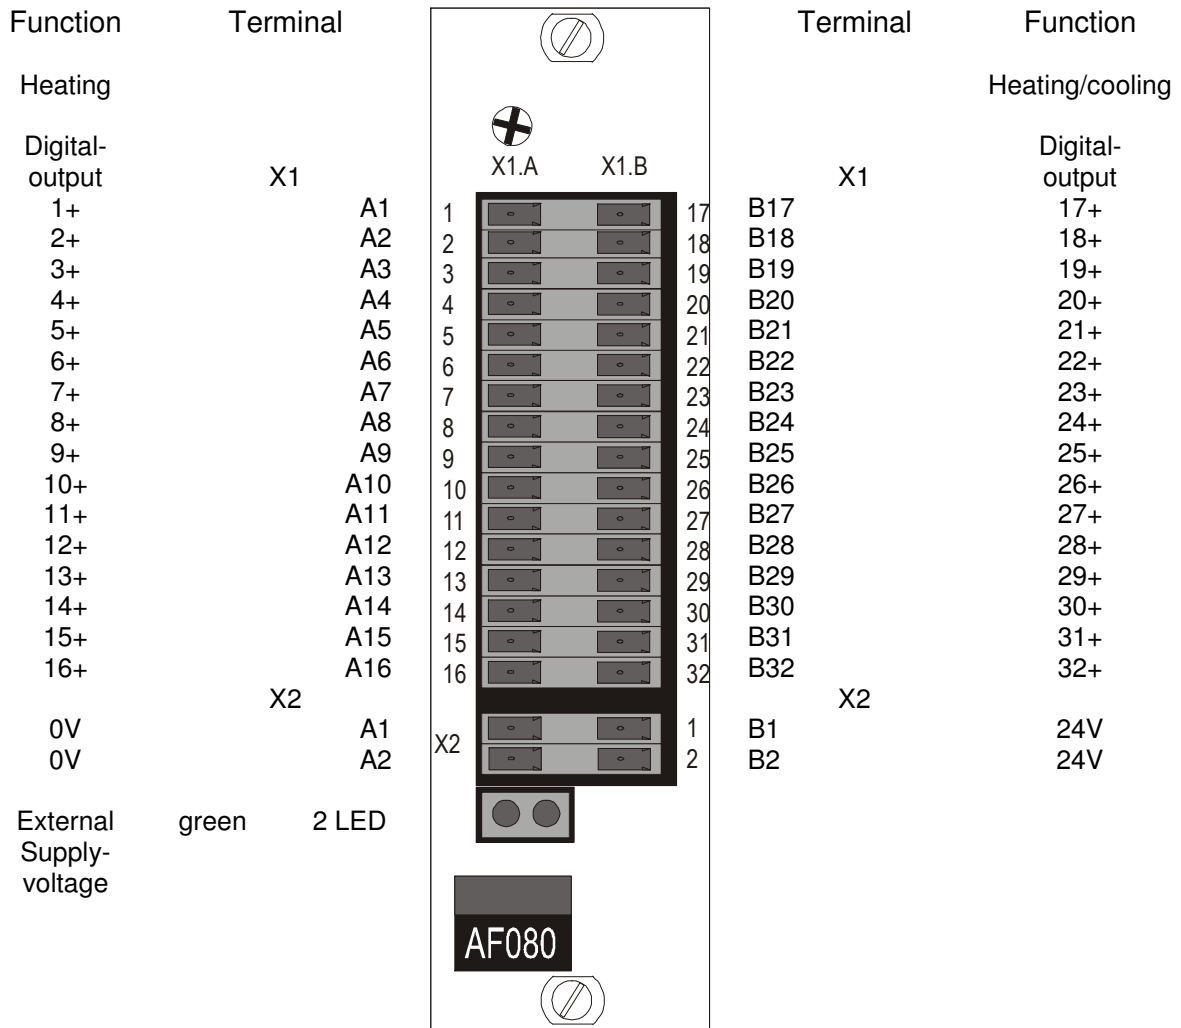 Function Terminal Terminal Function
Heating Heating/cooling
Digital- Digital-
output X1 X1.A X1.B X1 output
1+ A1 1 17 B17 17+
2+ A2 2 18 B18 18+
3+ A3 3 19 B19 19+
4+ A4 4 20 B20 20+
5+ A5 5 21 B21 21+
6+ A6 6 22 B22 22+
7+ A7 7 23 B23 23+
8+ A8 8 24 B24 24+
9+ A9 9 25 B25 25+
10+ A10 10 26 B26 26+
11+ A11 11 27 B27 27+
12+ A12 12 28 B28 28+
13+ A13 13 29 B29 29+
14+ A14 14 30 B30 30+
15+ A15 15 31 B31 31+
16+ A16 16 32 B32 32+
X2 X2
0V A1 X2 1 B1 24V
0V A2 2 B2 24V
External green 2 LED
Supply-
voltage
AF080